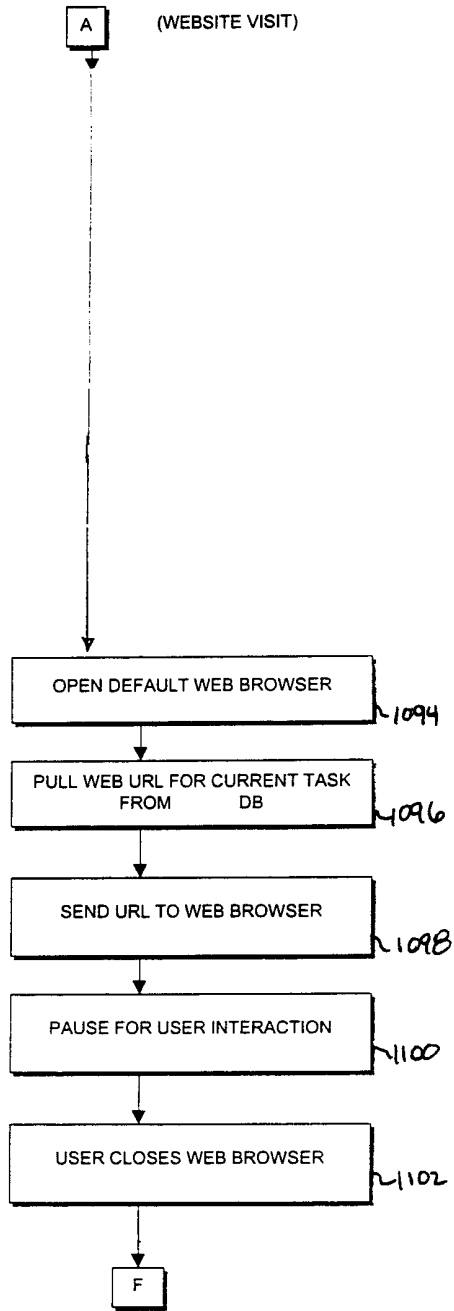 A (WEBSITE VISIT)
OPEN DEFAULT WEB BROWSER
1094
PULL WEB URL FOR CURRENT TASK
FROM DB
1096
SEND URL TO WEB BROWSER
1098
PAUSE FOR USER INTERACTION
1100
USER CLOSES WEB BROWSER
1102
F